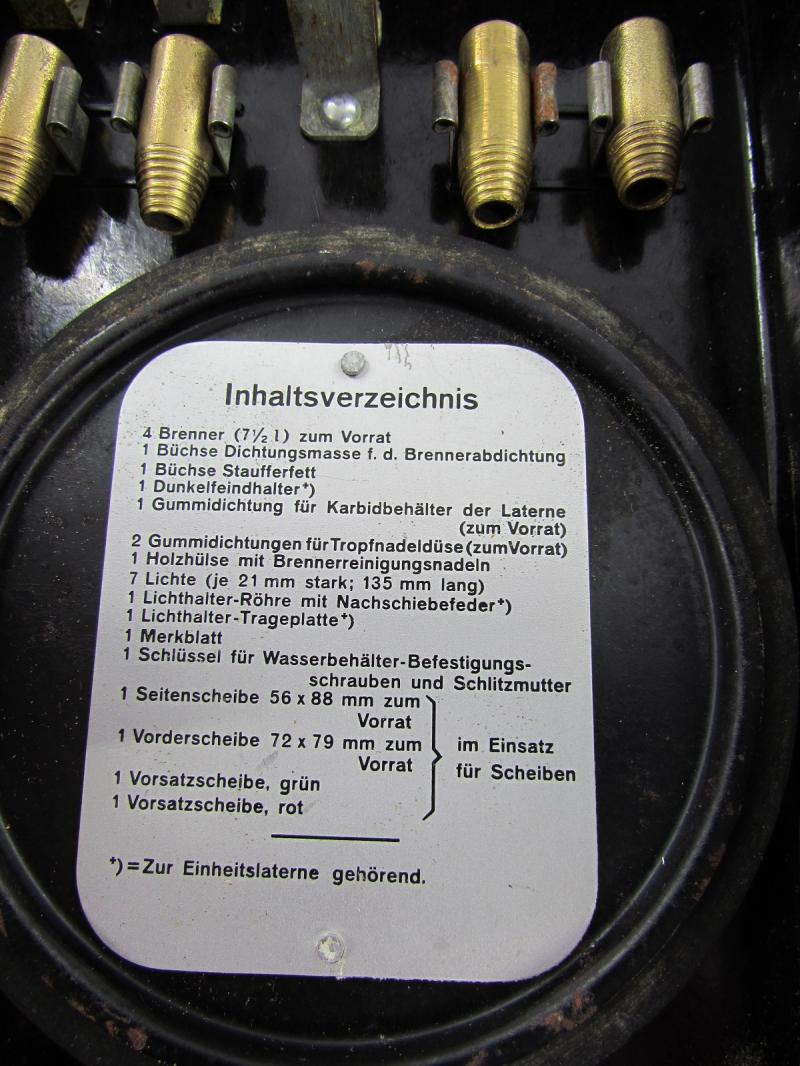 Inhaltsverzeichnis
4 Brenner (7½ l) zum Vorrat
1 Büchse Dichtungsmasse f. d. Brennerabdichtung
1 Büchse Staufferfett
1 Dunkelfeindhalter⁺)
1 Gummidichtung für Karbidbehälter der Laterne
(zum Vorrat)
2 Gummidichtungen für Tropfnadeldüse (zum Vorrat)
1 Holzhülse mit Brennerreinigungsnadeln
7 Lichte (je 21 mm stark; 135 mm lang)
1 Lichthalter-Röhre mit Nachschiebefeder⁺)
1 Lichthalter-Trageplatte⁺)
1 Merkblatt
1 Schlüssel für Wasserbehälter-Befestigungs-
schrauben und Schlitzmutter
1 Seitenscheibe 56 x 88 mm zum
Vorrat
1 Vorderscheibe 72 x 79 mm zum
Vorrat
im Einsatz
für Scheiben
1 Vorsatzscheibe, grün
1 Vorsatzscheibe, rot
⁺)=Zur Einheitslaterne gehörend.